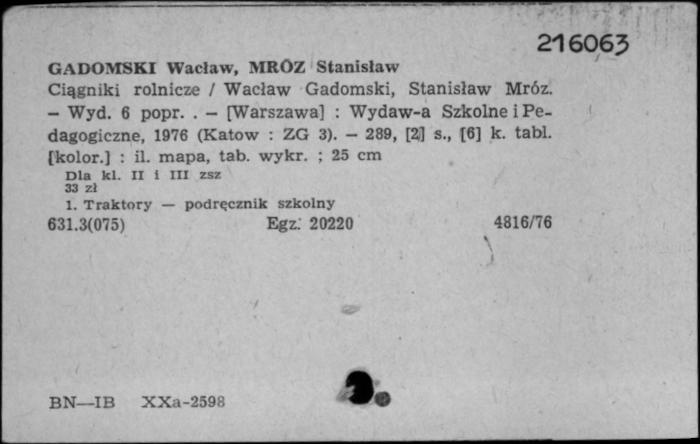 216063
GADOMSKI Wacław, MRÓZ Stanisław
Ciągniki rolnicze / Wacław Gadomski, Stanisław Mróz.
— Wyd. 6 popr. . — [Warszawa] : Wydaw-a Szkolne i Pe-
dagogiczne, 1976 (Katow : ZG 3). — 289, [2] s., [6] k. tabl.
[kolor.] : il. mapa, tab. wykr. ; 25 cm
Dla kl. II i III zsz
33 zł
1. Traktory — podręcznik szkolny
631.3(075) Egz. 20220 4816/76
BN—IB XXa-2598